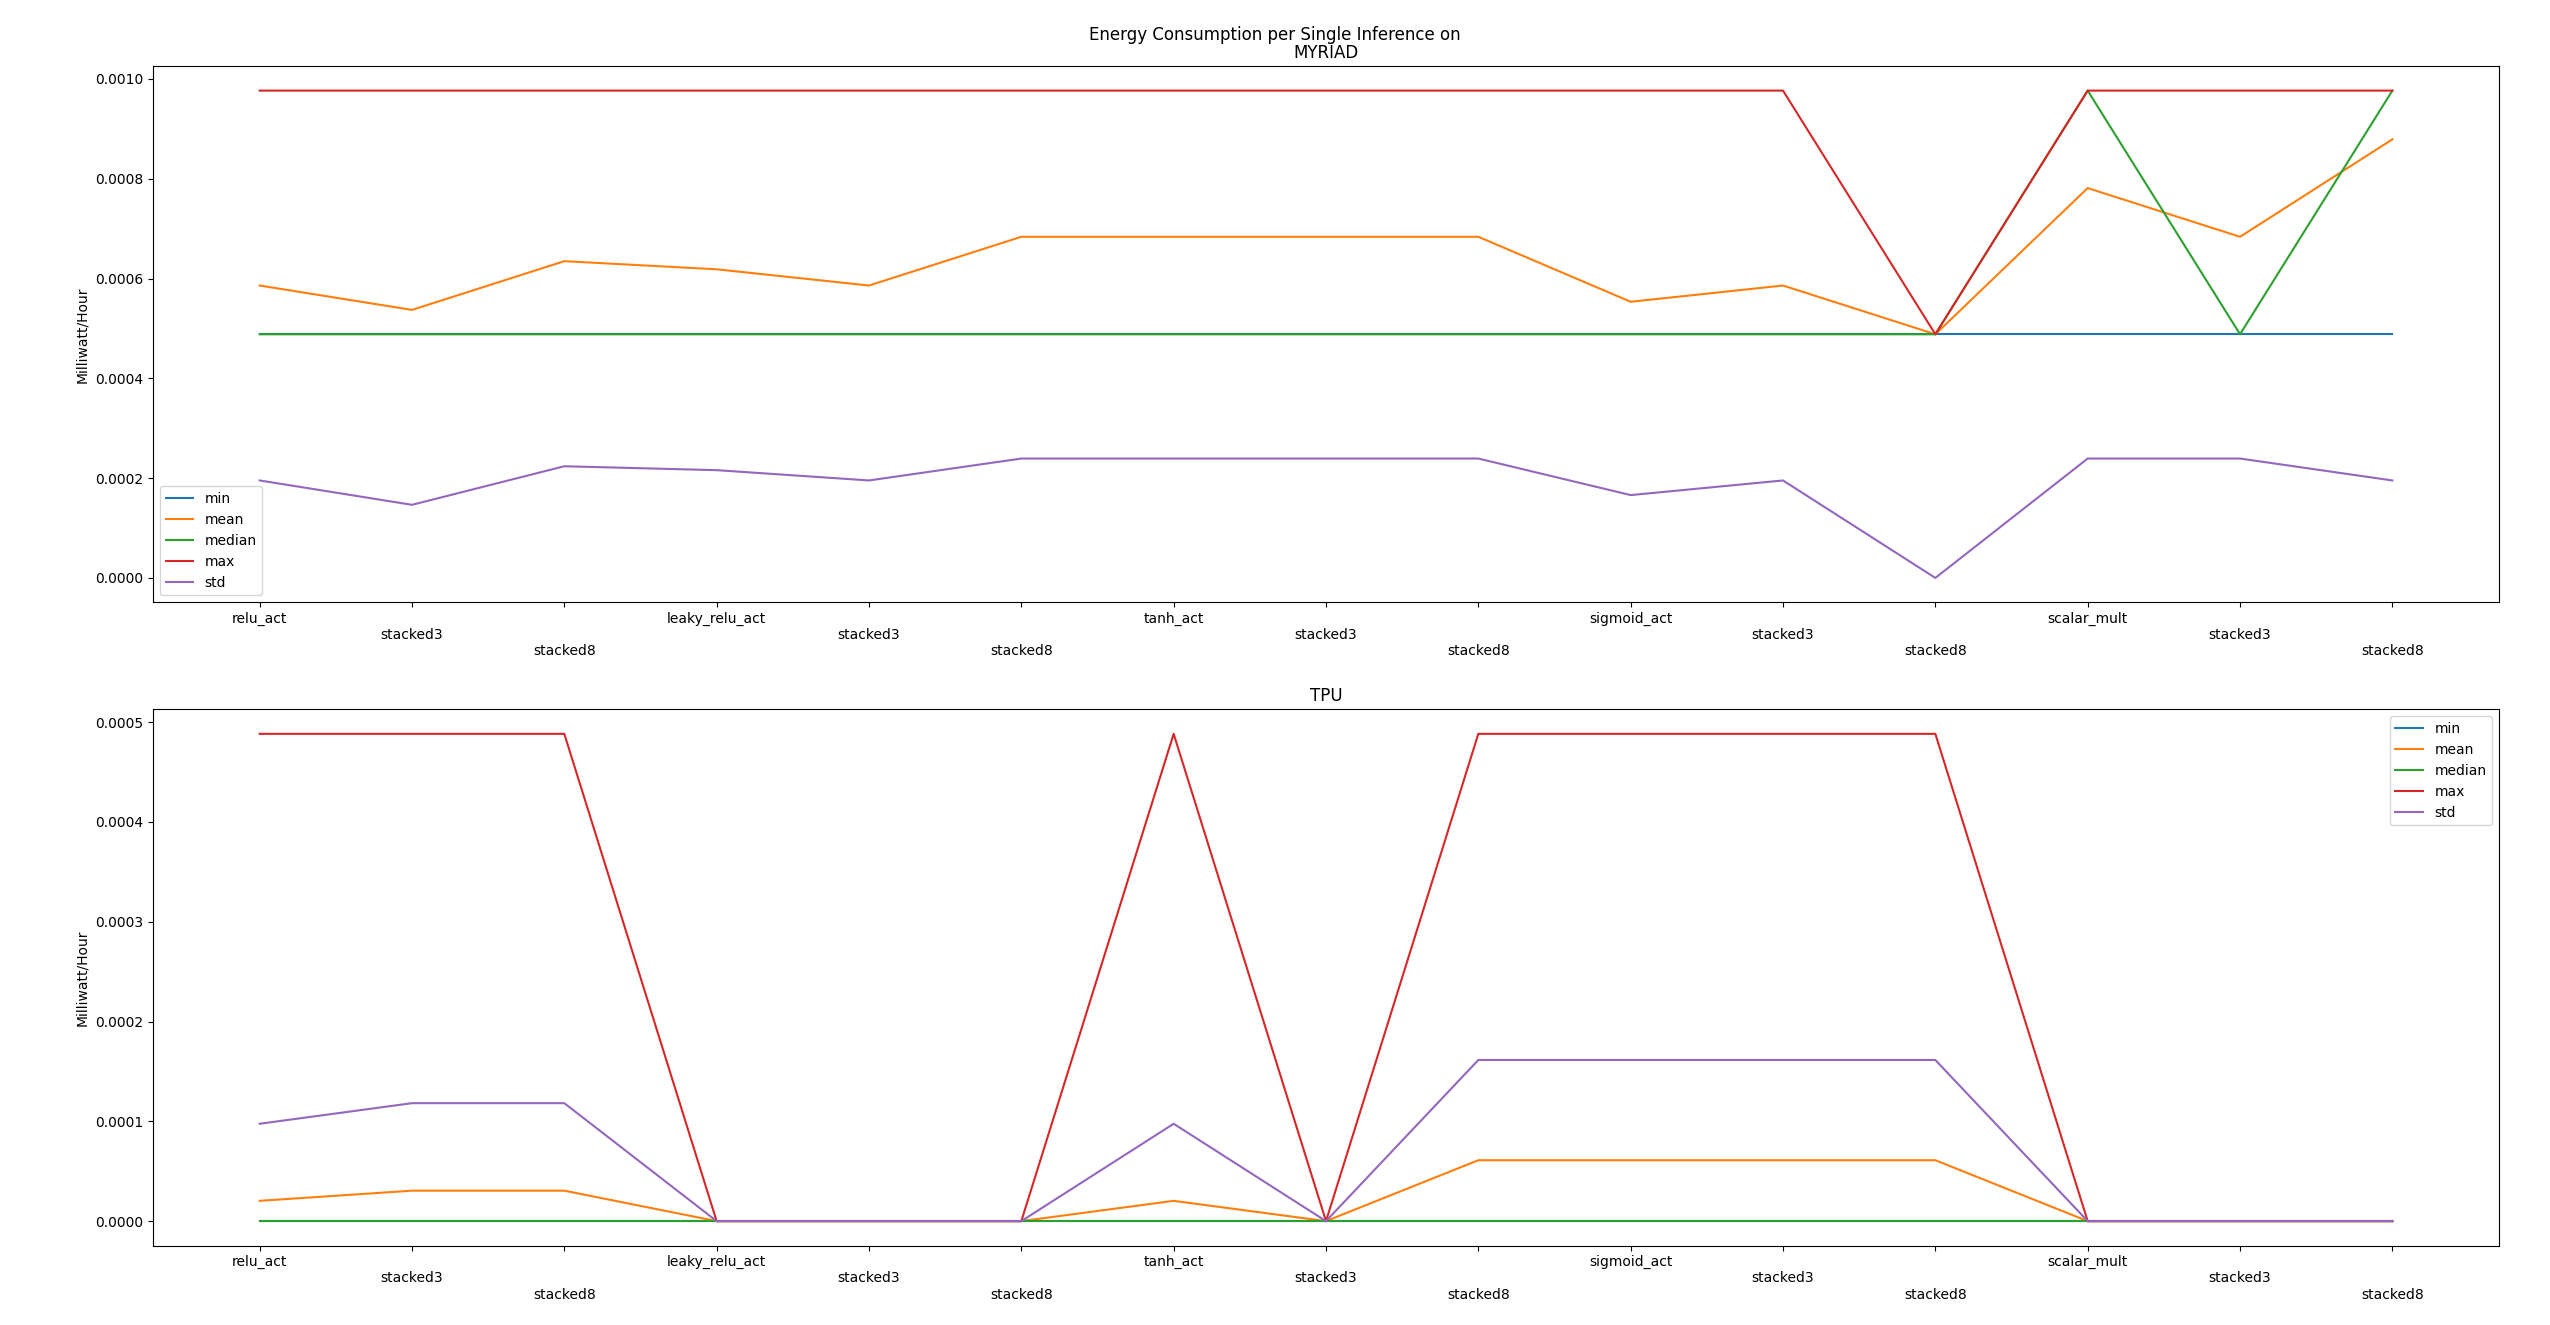 Energy Consumption per Single Inference on
MYRIAD
0.0010
0.0008
0.0006
0.0004
0.0002
0.0000
Milliwatt/Hour
min
mean
median
max
std
relu_act
stacked3
stacked8
leaky_relu_act
stacked3
stacked8
tanh_act
stacked3
stacked8
sigmoid_act
stacked3
stacked8
scalar_mult
stacked3
stacked8
TPU
0.0005
0.0004
0.0003
0.0002
0.0001
0.0000
Milliwatt/Hour
min
mean
median
max
std
relu_act
stacked3
stacked8
leaky_relu_act
stacked3
stacked8
tanh_act
stacked3
stacked8
sigmoid_act
stacked3
stacked8
scalar_mult
stacked3
stacked8